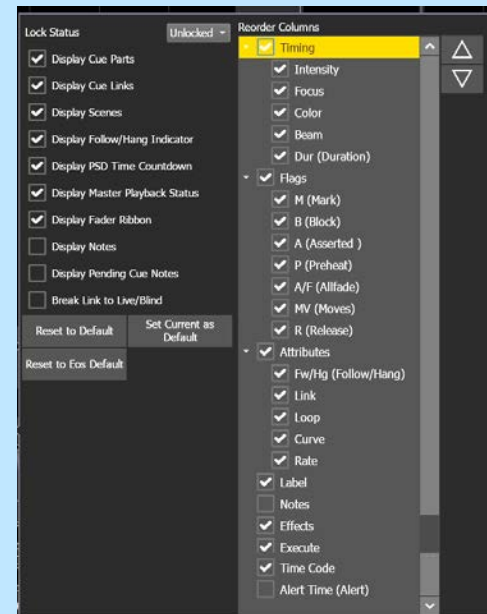 Lock Status
Unlocked
Display Cue Parts
Display Cue Links
Display Scenes
Display Follow/Hang Indicator
Display PSD Time Countdown
Display Master Playback Status
Display Fader Ribbon
Display Notes
Display Pending Cue Notes
Break Link to Live/Blind
Reset to Default
Set Current as
Default
Reset to Eos Default
Reorder Columns
Timing
Intensity
Focus
Color
Beam
Dur (Duration)
Flags
M (Mark)
B (Block)
A (Asserted )
P (Preheat)
A/F (Allfade)
MV (Moves)
R (Release)
Attributes
Fw/Hg (Follow/Hang)
Link
Loop
Curve
Rate
Label
Notes
Effects
Execute
Time Code
Alert Time (Alert)